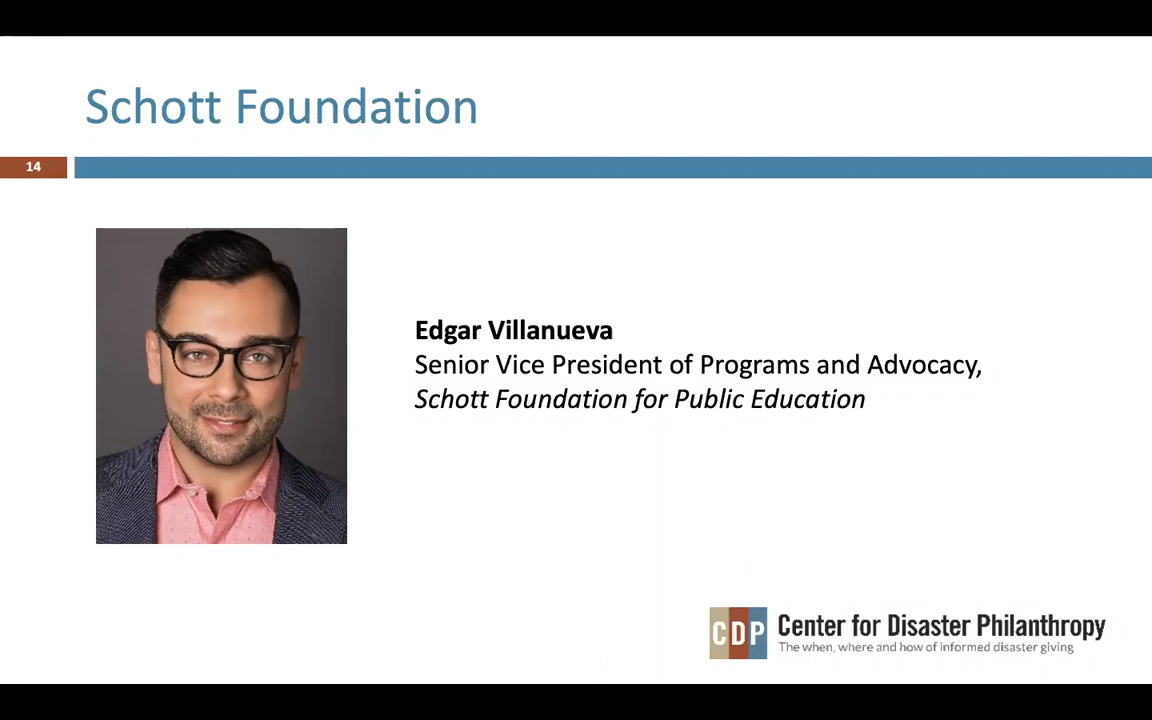 Schott Foundation
14
Edgar Villanueva
Senior Vice President of Programs and Advocacy,
Schott Foundation for Public Education
CDP
Center for Disaster Philanthropy
The when, where and how of informed disaster giving